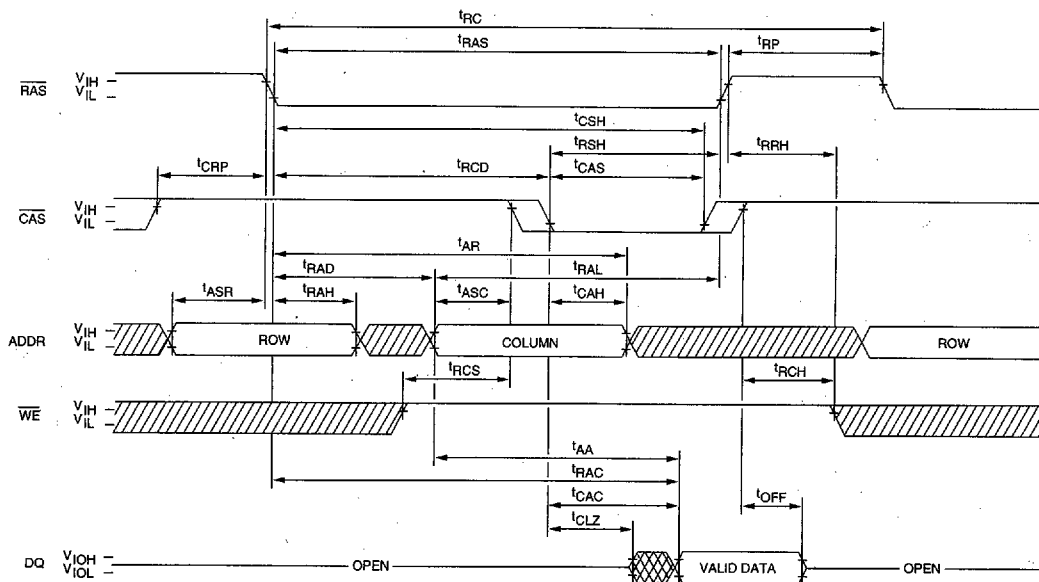 tRC
tRAS
tRP
RAS
VIH
VIL
tCSH
tRSH
tRRH
tCRP
tRCD
tCAS
CAS
VIH
VIL
tAR
tRAD
tRAL
tASR
tRAH
tASC
tCAH
ADDR
VIH
VIL
ROW
COLUMN
ROW
tRCS
tRCH
WE
VIH
VIL
tAA
tRAC
tCAC
tOFF
tCLZ
DQ
VIOH
VIOL
OPEN
VALID DATA
OPEN